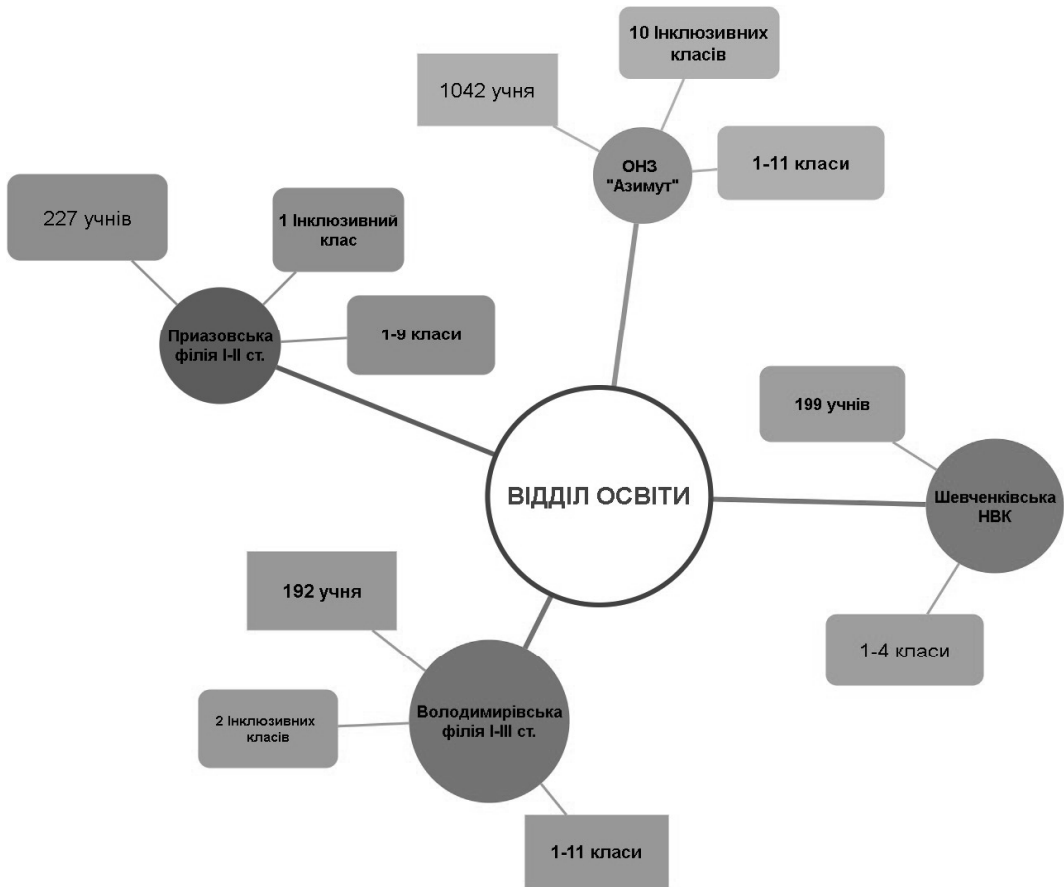 10 Інклюзивних
класів
1042 учня
ОНЗ
"Азимут"
1-11 класи
227 учнів
1 Інклюзивний
клас
Приазовська
філія І-ІІ ст.
1-9 класи
199 учнів
Шевченківська
НВК
1-4 класи
ВІДДІЛ ОСВІТИ
192 учня
2 Інклюзивних
класів
Володимирівська
філія І-ІІІ ст.
1-11 класи